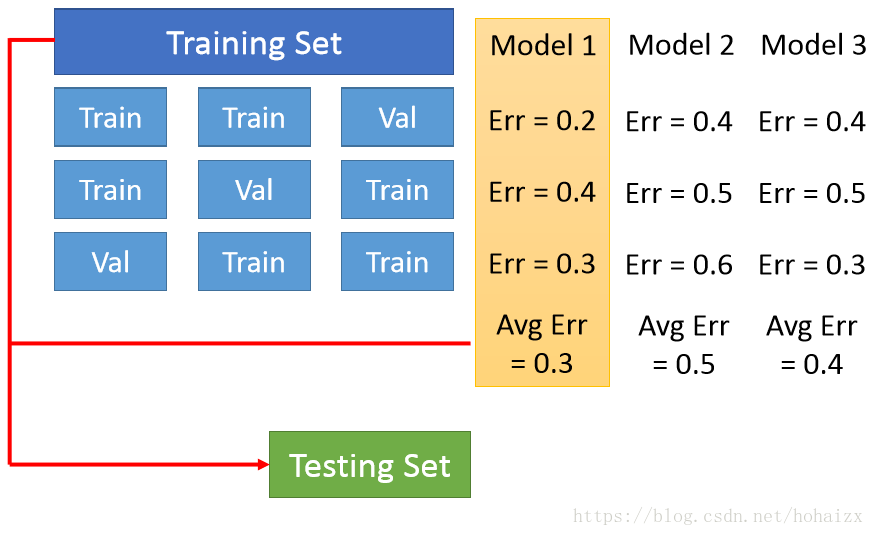 Training Set Model 1 Model 2 Model 3
Train Train Val Err = 0.2 Err = 0.4 Err = 0.4
Train Val Train Err = 0.4 Err = 0.5 Err = 0.5
Val Train Train Err = 0.3 Err = 0.6 Err = 0.3
Avg Err Avg Err Avg Err
= 0.3 = 0.5 = 0.4
Testing Set
https://blog.csdn.net/hohaizx